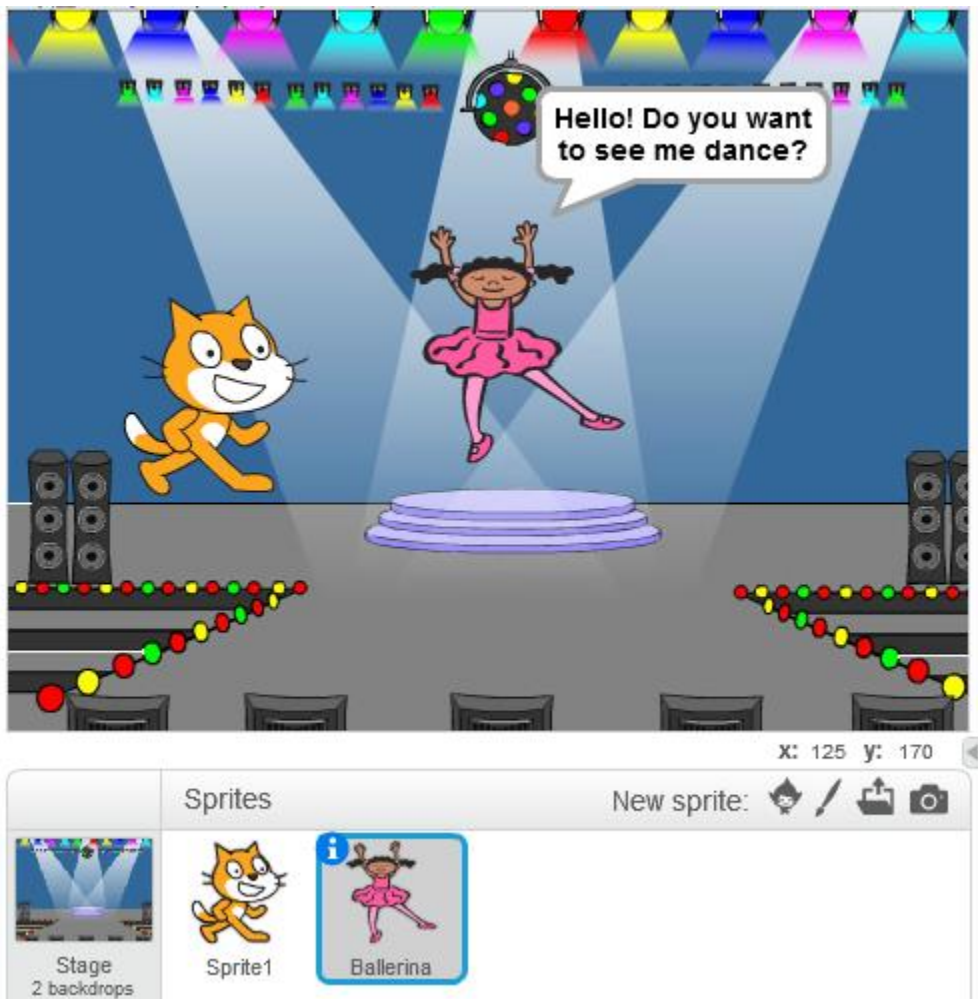 Hello! Do you want
to see me dance?
x: 125 y: 170
Sprites
New sprite:
Stage
2 backdrops
Sprite1
Ballerina